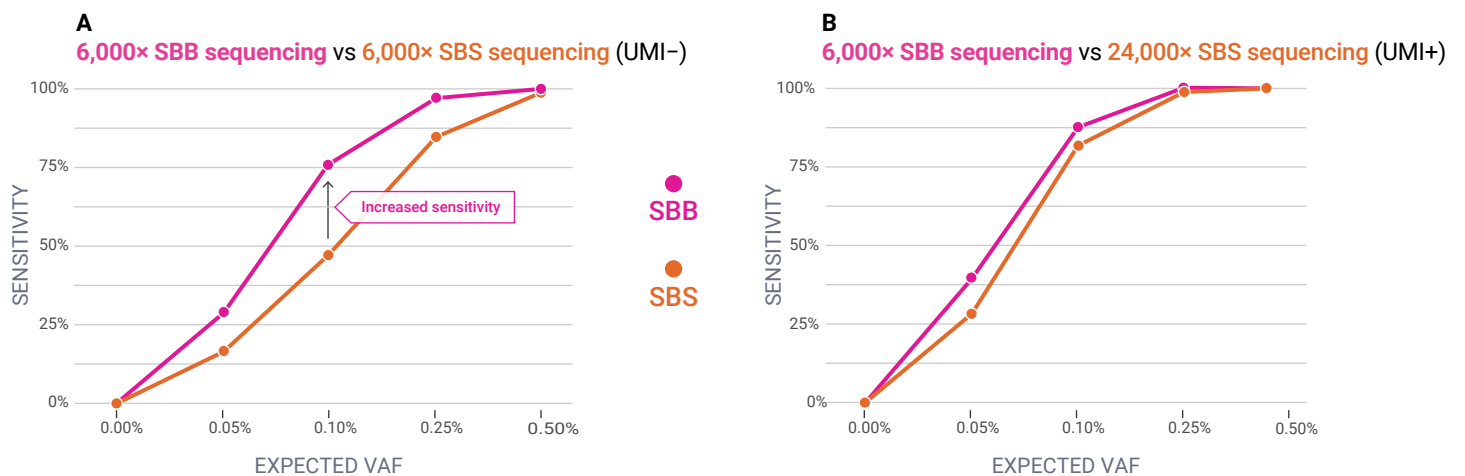 A
6,000× SBB sequencing vs 6,000× SBS sequencing (UMI−)
SENSITIVITY
100%
75%
50%
25%
0%
Increased sensitivity
0.00%
0.05%
0.10%
0.25%
0.50%
EXPECTED VAF
SBB
SBS
B
6,000× SBB sequencing vs 24,000× SBS sequencing (UMI+)
SENSITIVITY
100%
75%
50%
25%
0%
0.00%
0.05%
0.10%
0.25%
0.50%
EXPECTED VAF